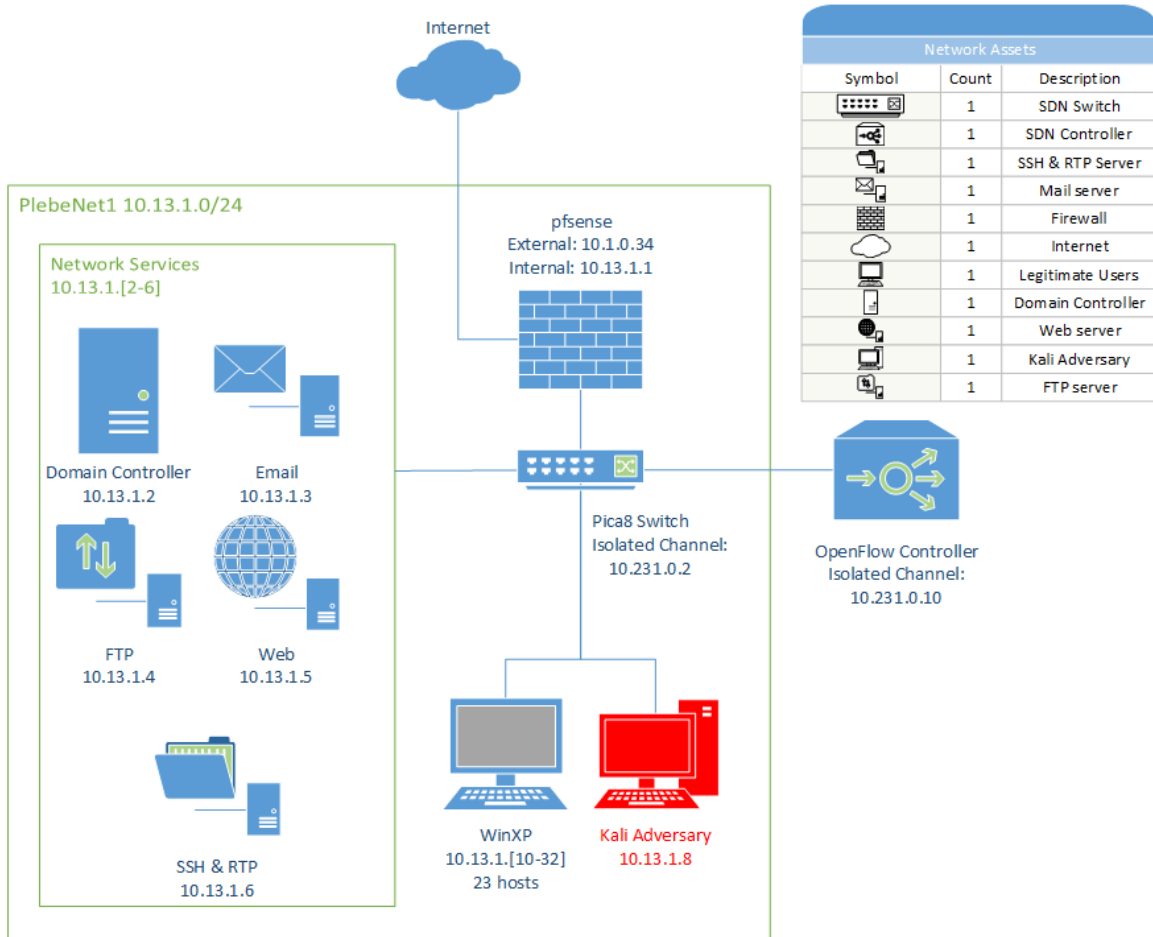 Internet
PlebeNet1 10.13.1.0/24
Network Services
10.13.1.[2-6]
Domain Controller
10.13.1.2
Email
10.13.1.3
FTP
10.13.1.4
Web
10.13.1.5
SSH & RTP
10.13.1.6
pfsense
External: 10.1.0.34
Internal: 10.13.1.1
Pica8 Switch
Isolated Channel:
10.231.0.2
OpenFlow Controller
Isolated Channel:
10.231.0.10
WinXP
10.13.1.[10-32]
23 hosts
Kali Adversary
10.13.1.8
Network Assets
Symbol Count Description
1 SDN Switch
1 SDN Controller
1 SSH & RTP Server
1 Mail server
1 Firewall
1 Internet
1 Legitimate Users
1 Domain Controller
1 Web server
1 Kali Adversary
1 FTP server